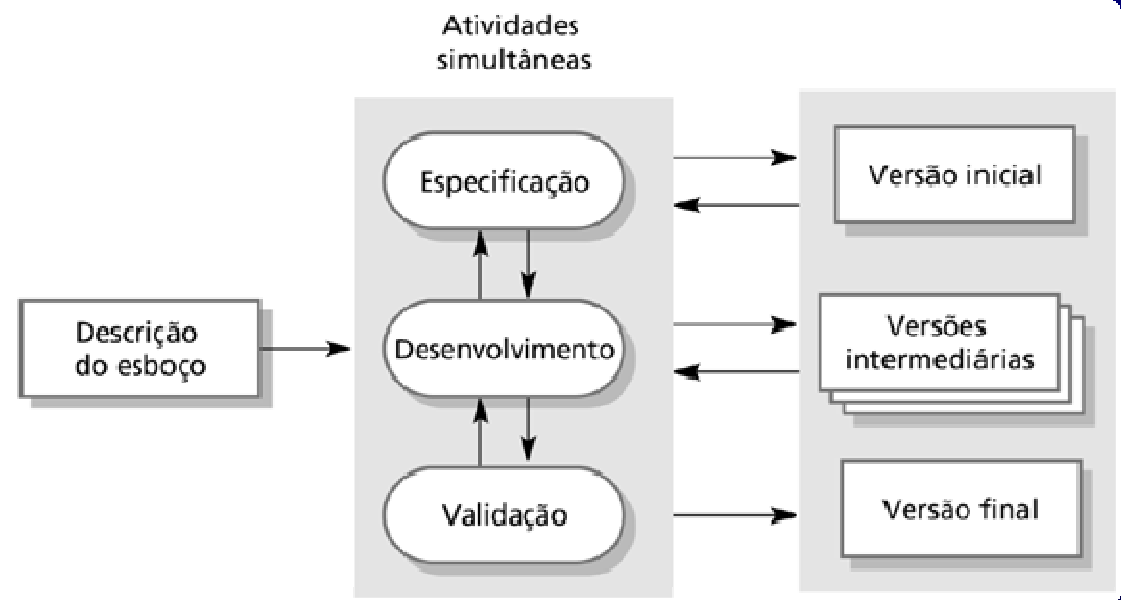 Atividades
simultâneas
Especificação
Versão inicial
Descrição
do esboço
Desenvolvimento
Versões
intermediárias
Validação
Versão final